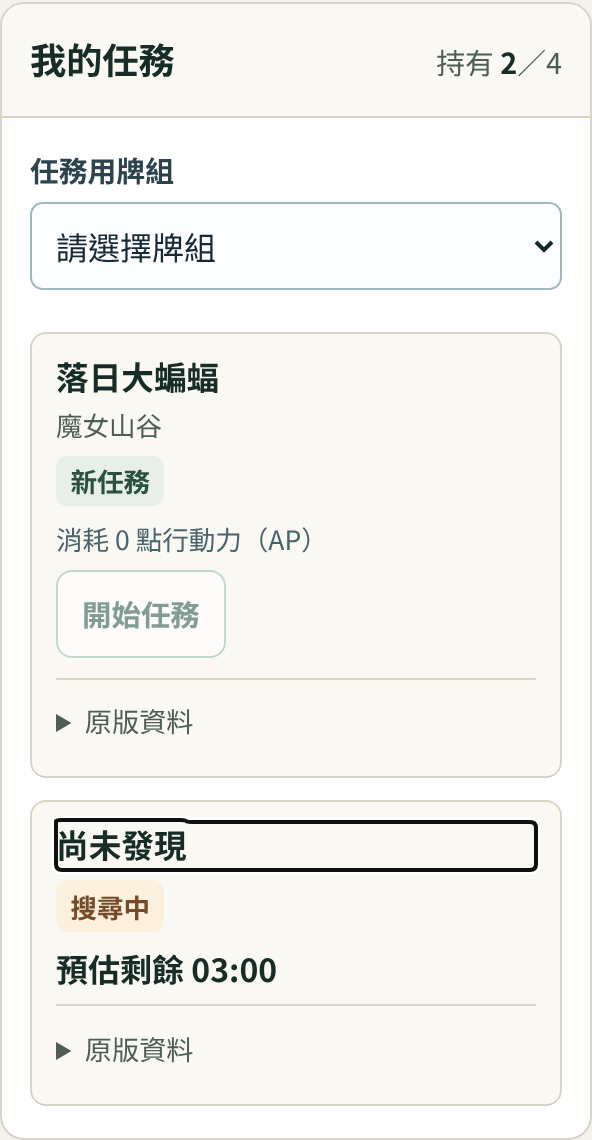 我的任務
持有 2／4
任務用牌組
請選擇牌組
落日大蝙蝠
魔女山谷
新任務
消耗 0 點行動力（AP）
開始任務
▶ 原版資料
尚未發現
搜尋中
預估剩餘 03:00
▶ 原版資料